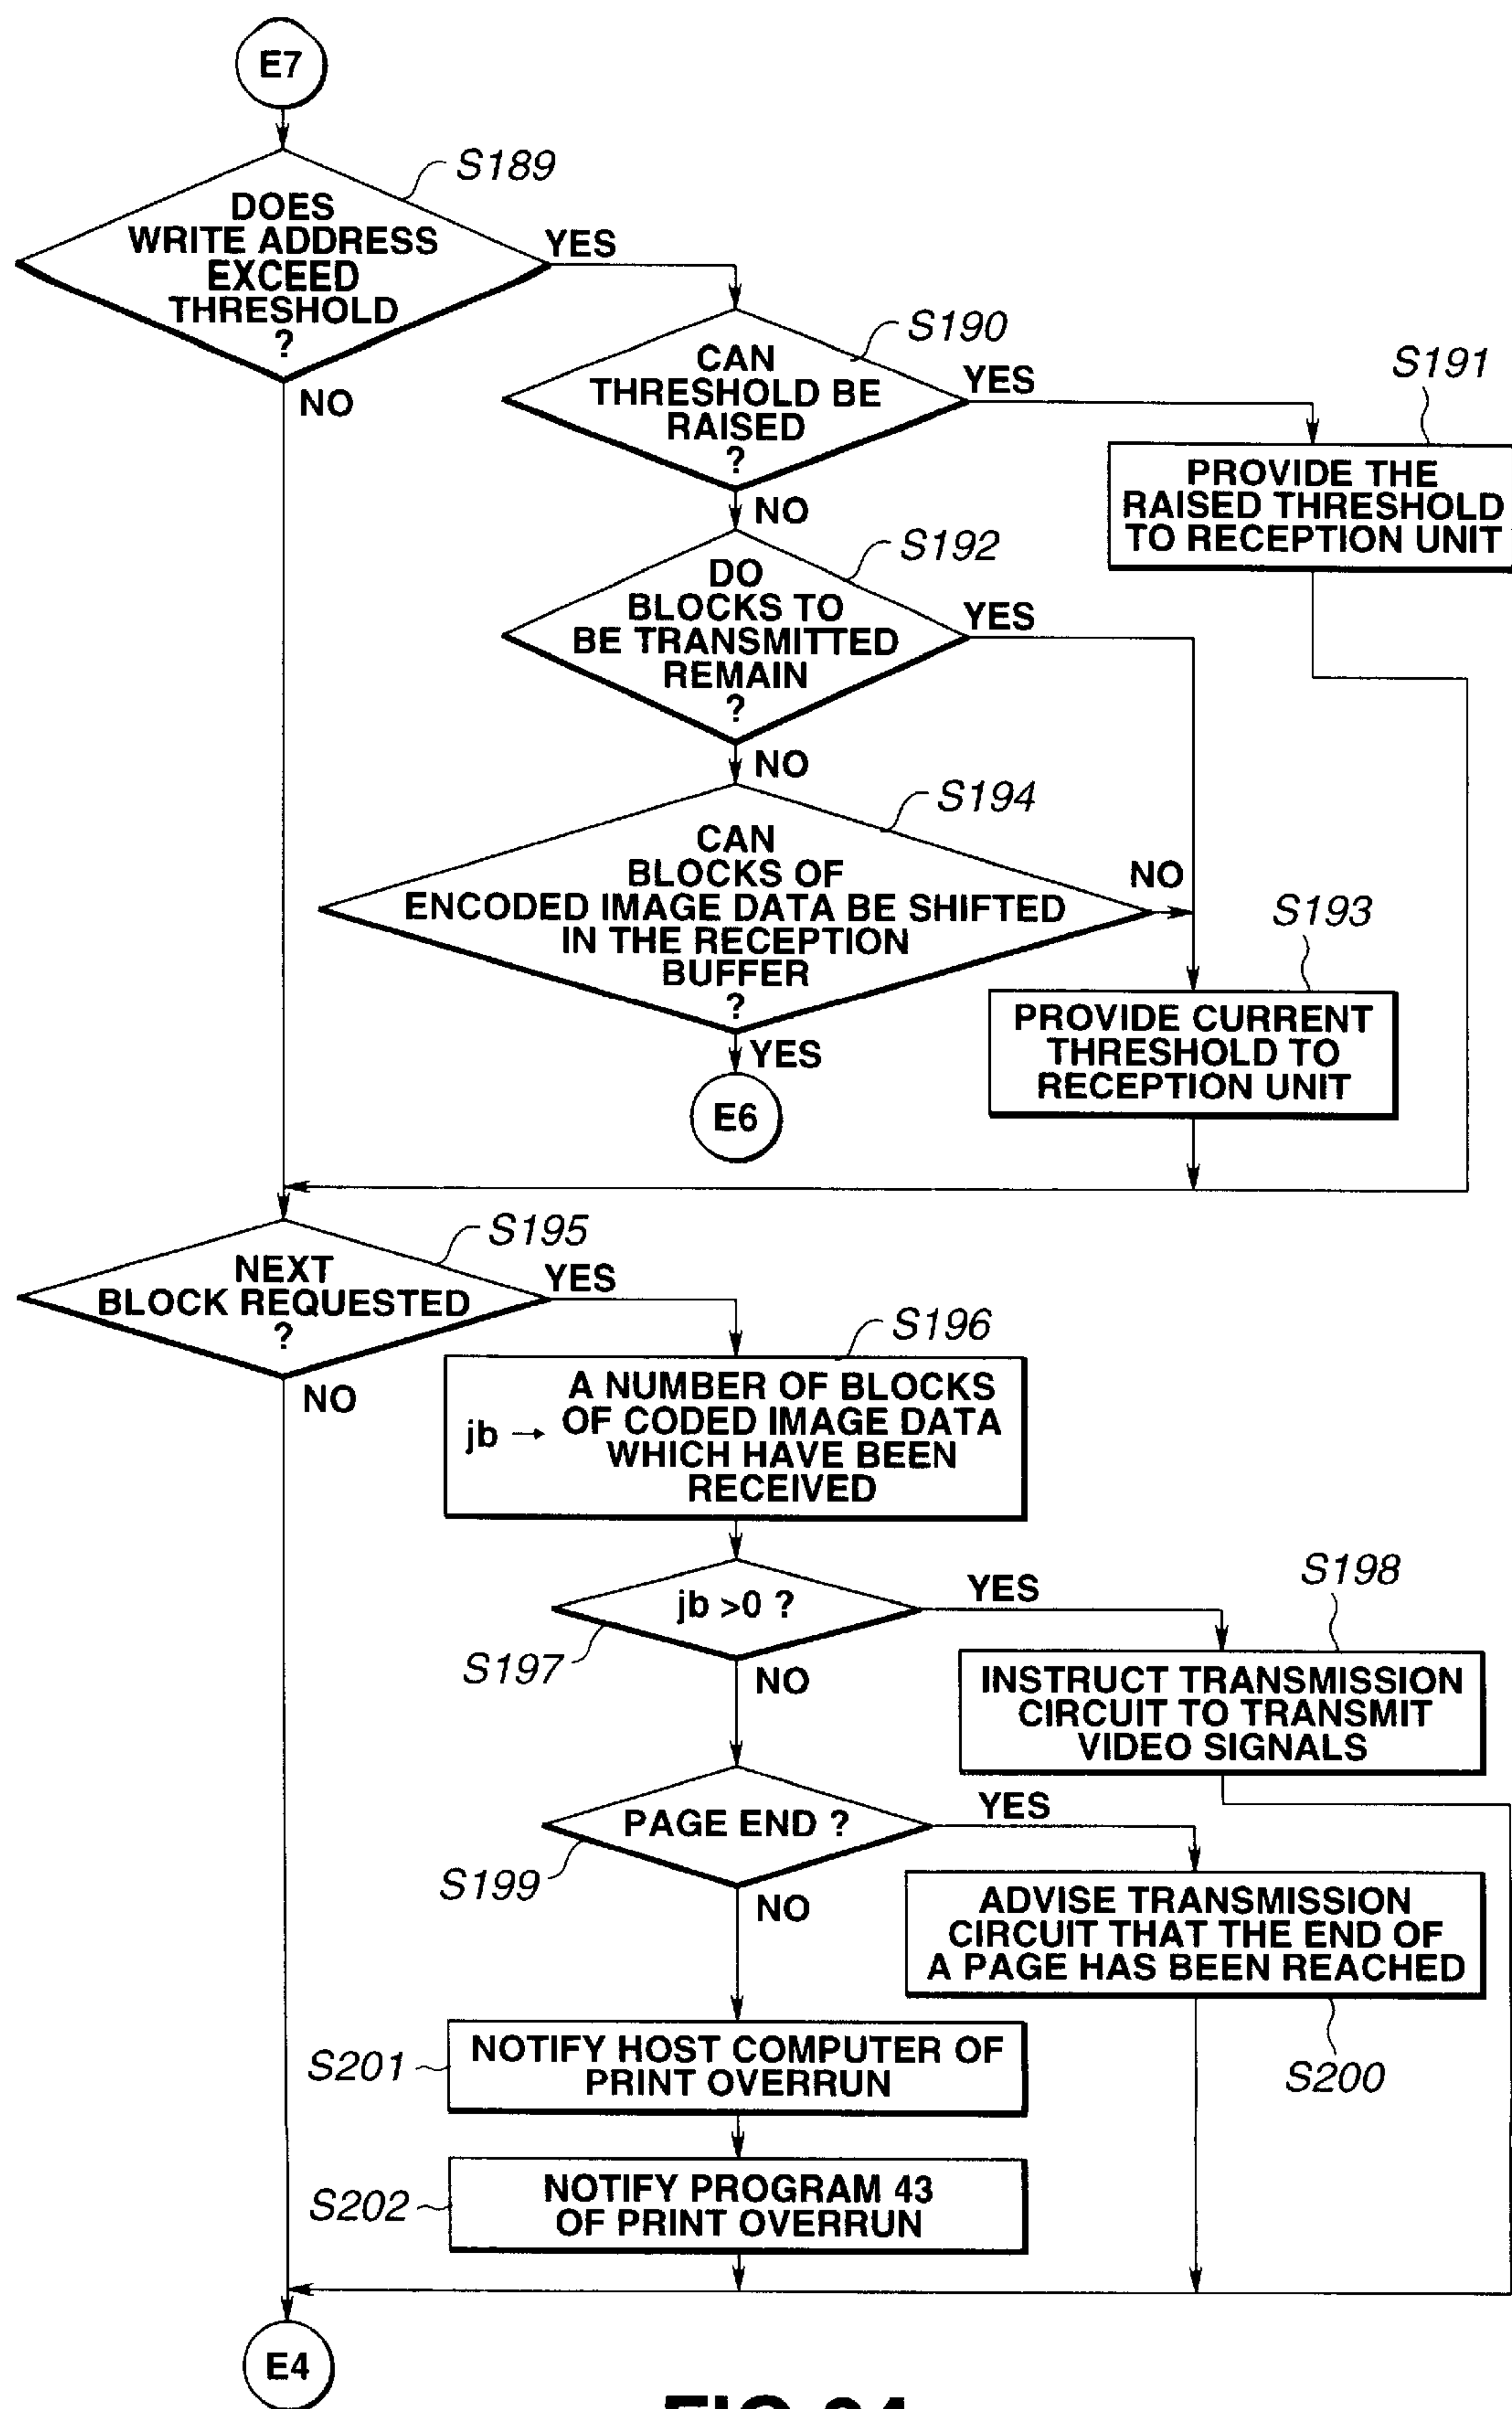 E7
S189
DOES
WRITE ADDRESS
EXCEED
THRESHOLD
?
YES
NO
S190
CAN
THRESHOLD BE
RAISED
?
YES
NO
S191
PROVIDE THE
RAISED THRESHOLD
TO RECEPTION UNIT
S192
DO
BLOCKS TO
BE TRANSMITTED
REMAIN
?
YES
NO
S194
CAN
BLOCKS OF
ENCODED IMAGE DATA BE SHIFTED
IN THE RECEPTION
BUFFER
?
NO
YES
S193
PROVIDE CURRENT
THRESHOLD TO
RECEPTION UNIT
E6
S195
NEXT
BLOCK REQUESTED
?
YES
NO
S196
jb → A NUMBER OF BLOCKS
OF CODED IMAGE DATA
WHICH HAVE BEEN
RECEIVED
jb >0 ?
S197
YES
NO
S198
INSTRUCT TRANSMISSION
CIRCUIT TO TRANSMIT
VIDEO SIGNALS
PAGE END ?
S199
YES
NO
ADVISE TRANSMISSION
CIRCUIT THAT THE END OF
A PAGE HAS BEEN REACHED
S200
S201
NOTIFY HOST COMPUTER OF
PRINT OVERRUN
S202
NOTIFY PROGRAM 43
OF PRINT OVERRUN
E4